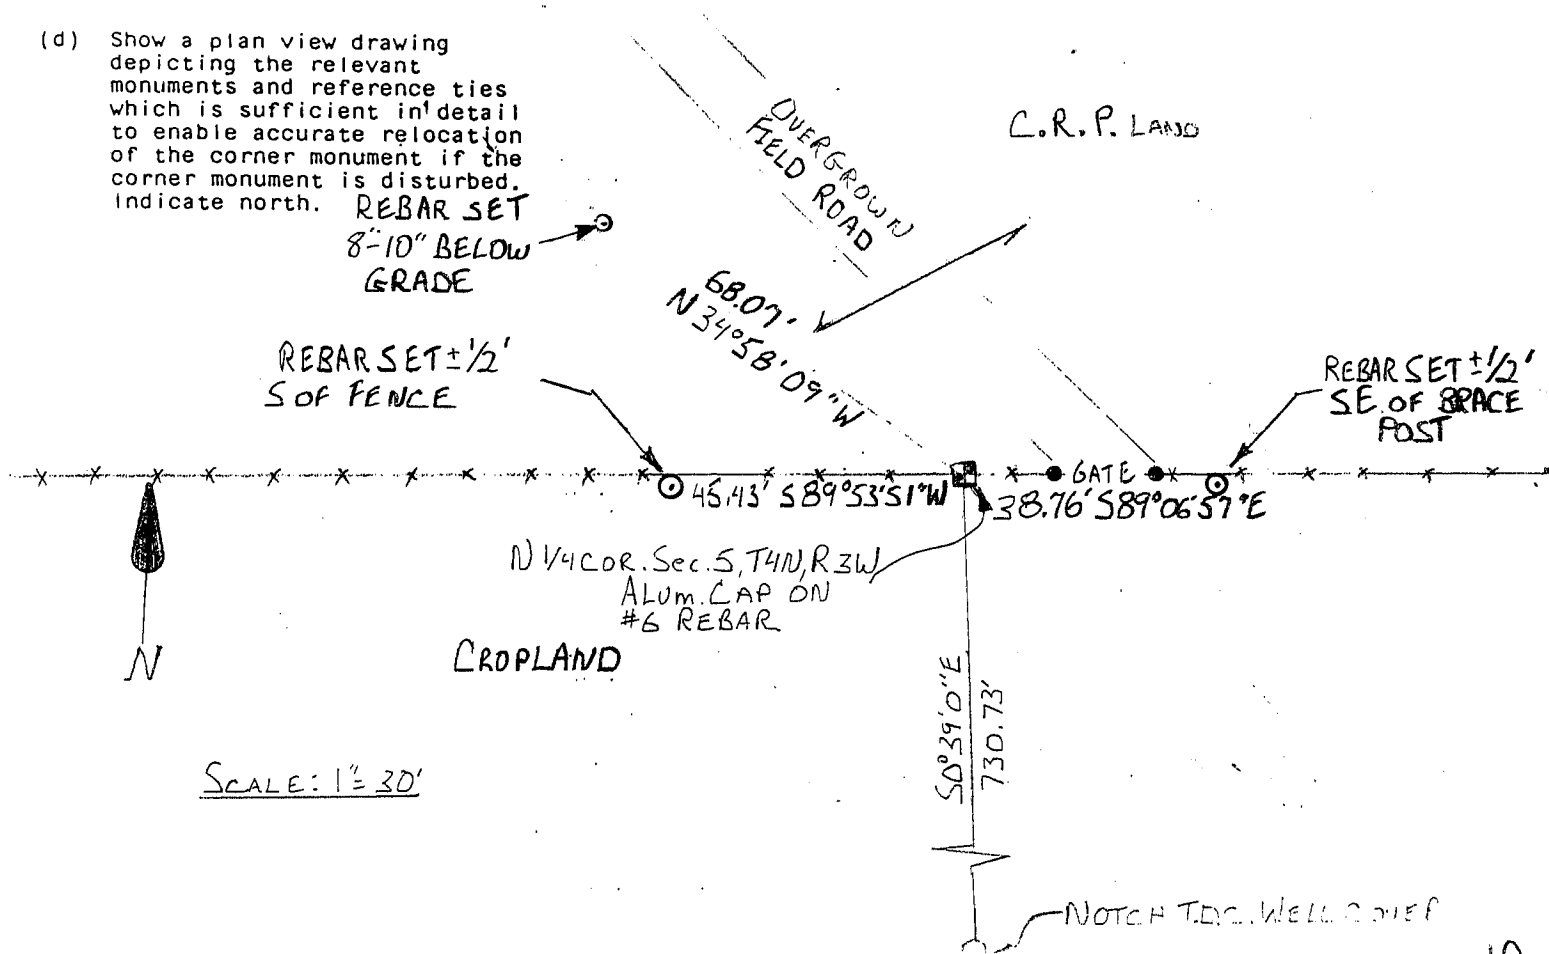 (d) Show a plan view drawing
depicting the relevant
monuments and reference ties
which is sufficient in detail
to enable accurate relocation
of the corner monument if the
corner monument is disturbed.
Indicate north.
REBAR SET
8"-10" BELOW
GRADE
OVERGROWN
FIELD ROAD
C.R.P. LAND
68.07'
N 34°58'09"W
REBAR SET ± 1/2'
S OF FENCE
REBAR SET ± 1/2'
S.E. OF BRACE
POST
GATE
45.43' S89°53'51"W
38.76' S89°06'57"E
N 1/4 COR. Sec. 5, T4N, R3W
ALUM. CAP ON
#6 REBAR
N
CROPLAND
S0°39'0"E
730.73'
SCALE: 1"=30'
NOTCH WELL